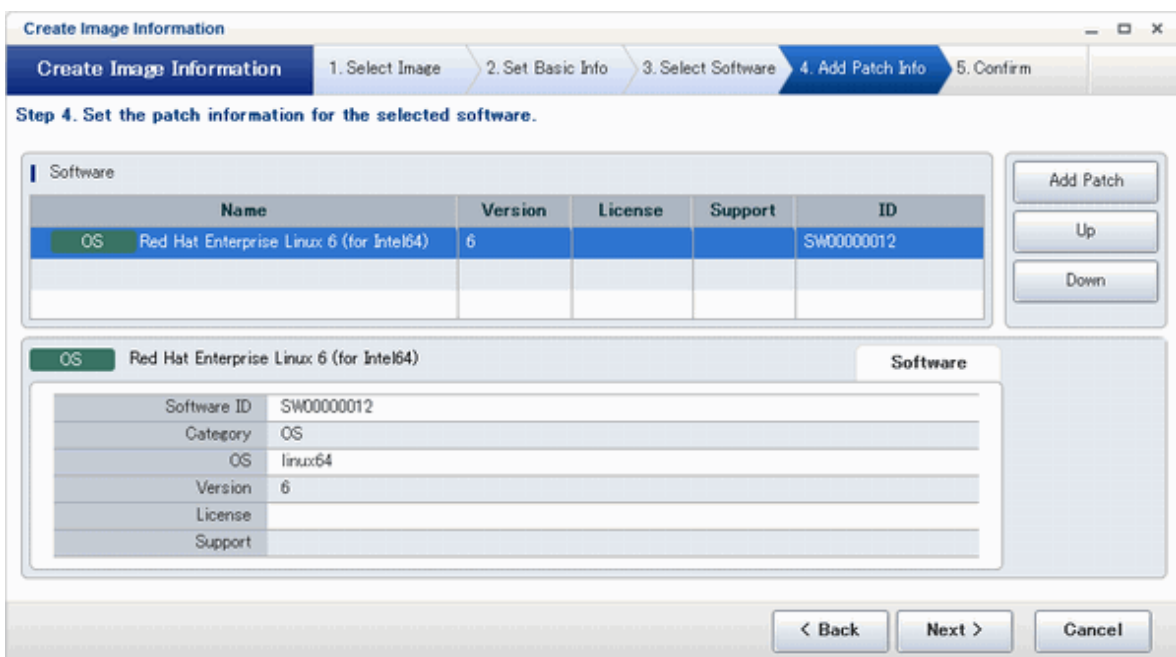 Create Image Information
Create Image Information 1. Select Image 2. Set Basic Info 3. Select Software 4. Add Patch Info 5. Confirm
Step 4. Set the patch information for the selected software.
Software
Add Patch
Name Version License Support ID
Up
OS Red Hat Enterprise Linux 6 (for Intel64) 6 SW00000012
Down
OS Red Hat Enterprise Linux 6 (for Intel64) Software
Software ID SW00000012
Category OS
OS linux64
Version 6
License
Support
< Back Next > Cancel